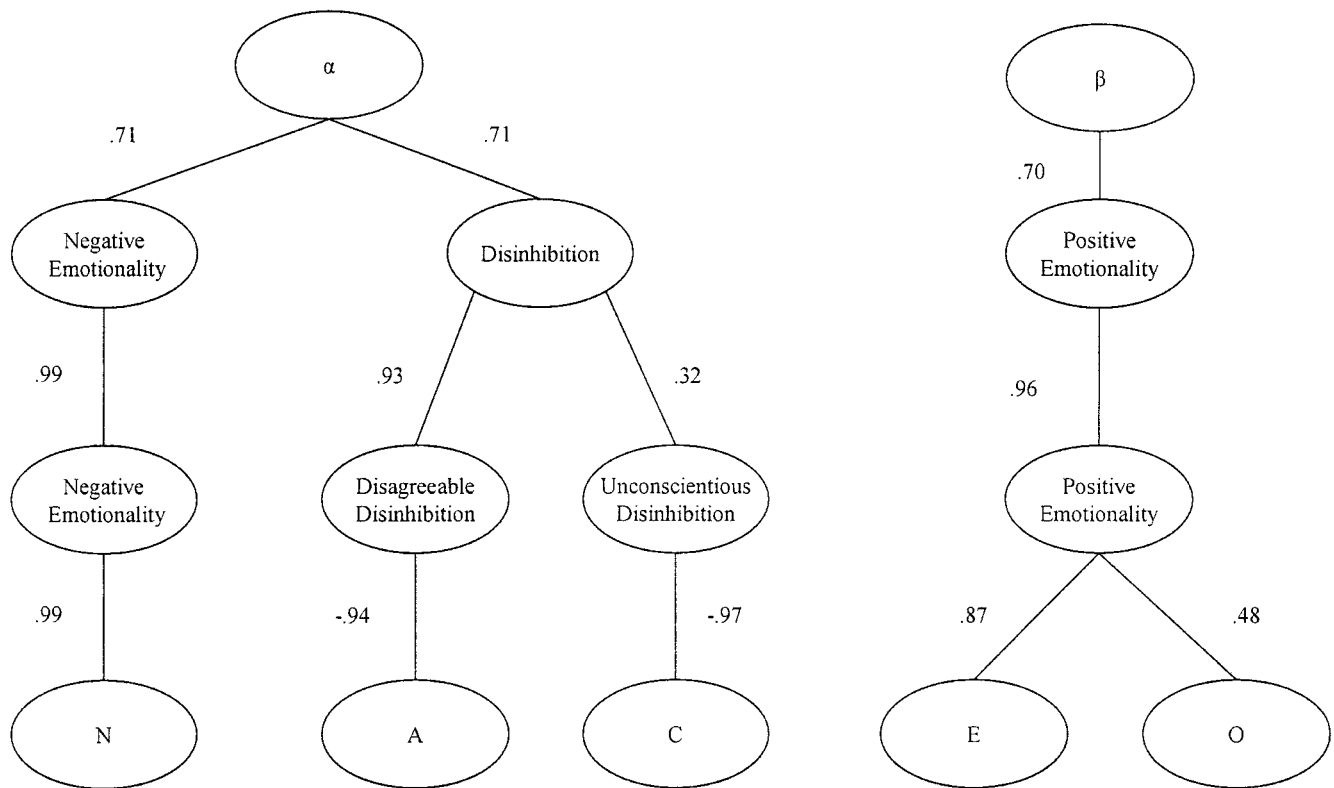 α
β
.71
.71
.70
Negative
Emotionality
Disinhibition
Positive
Emotionality
.99
.93
.32
.96
Negative
Emotionality
Disagreeable
Disinhibition
Unconscientious
Disinhibition
Positive
Emotionality
.99
-.94
-.97
.87
.48
N
A
C
E
O